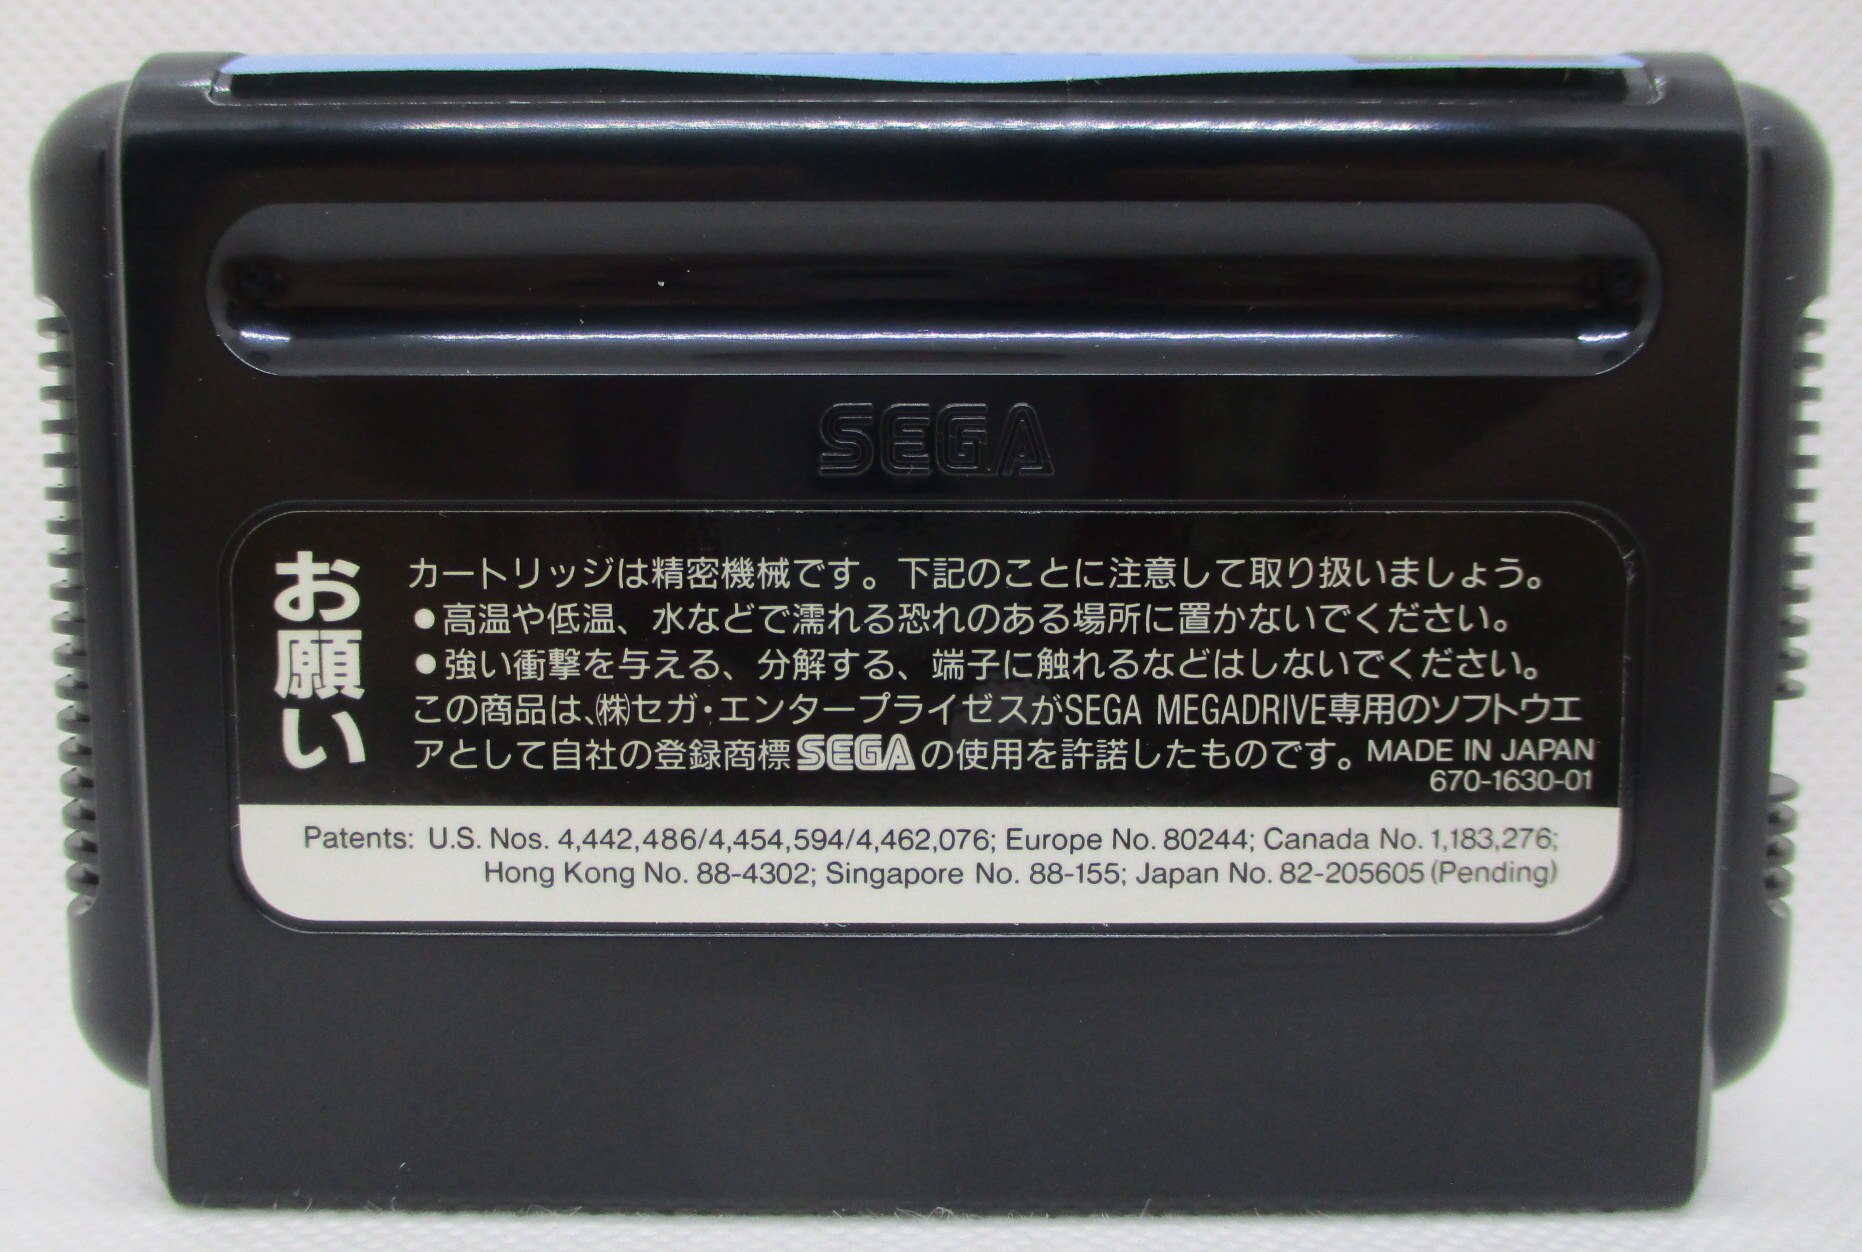 SEGA
お願い
カートリッジは精密機械です。下記のことに注意して取り扱いましょう。
●高温や低温、水などで濡れる恐れのある場所に置かないでください。
●強い衝撃を与える、分解する、端子に触れるなどはしないでください。
この商品は、㈱セガ・エンタープライゼスがSEGA MEGADRIVE専用のソフトウエ
アとして自社の登録商標SEGAの使用を許諾したものです。MADE IN JAPAN
670-1630-01
Patents: U.S. Nos. 4,442,486/4,454,594/4,462,076; Europe No. 80244; Canada No. 1,183,276;
Hong Kong No. 88-4302; Singapore No. 88-155; Japan No. 82-205605 (Pending)